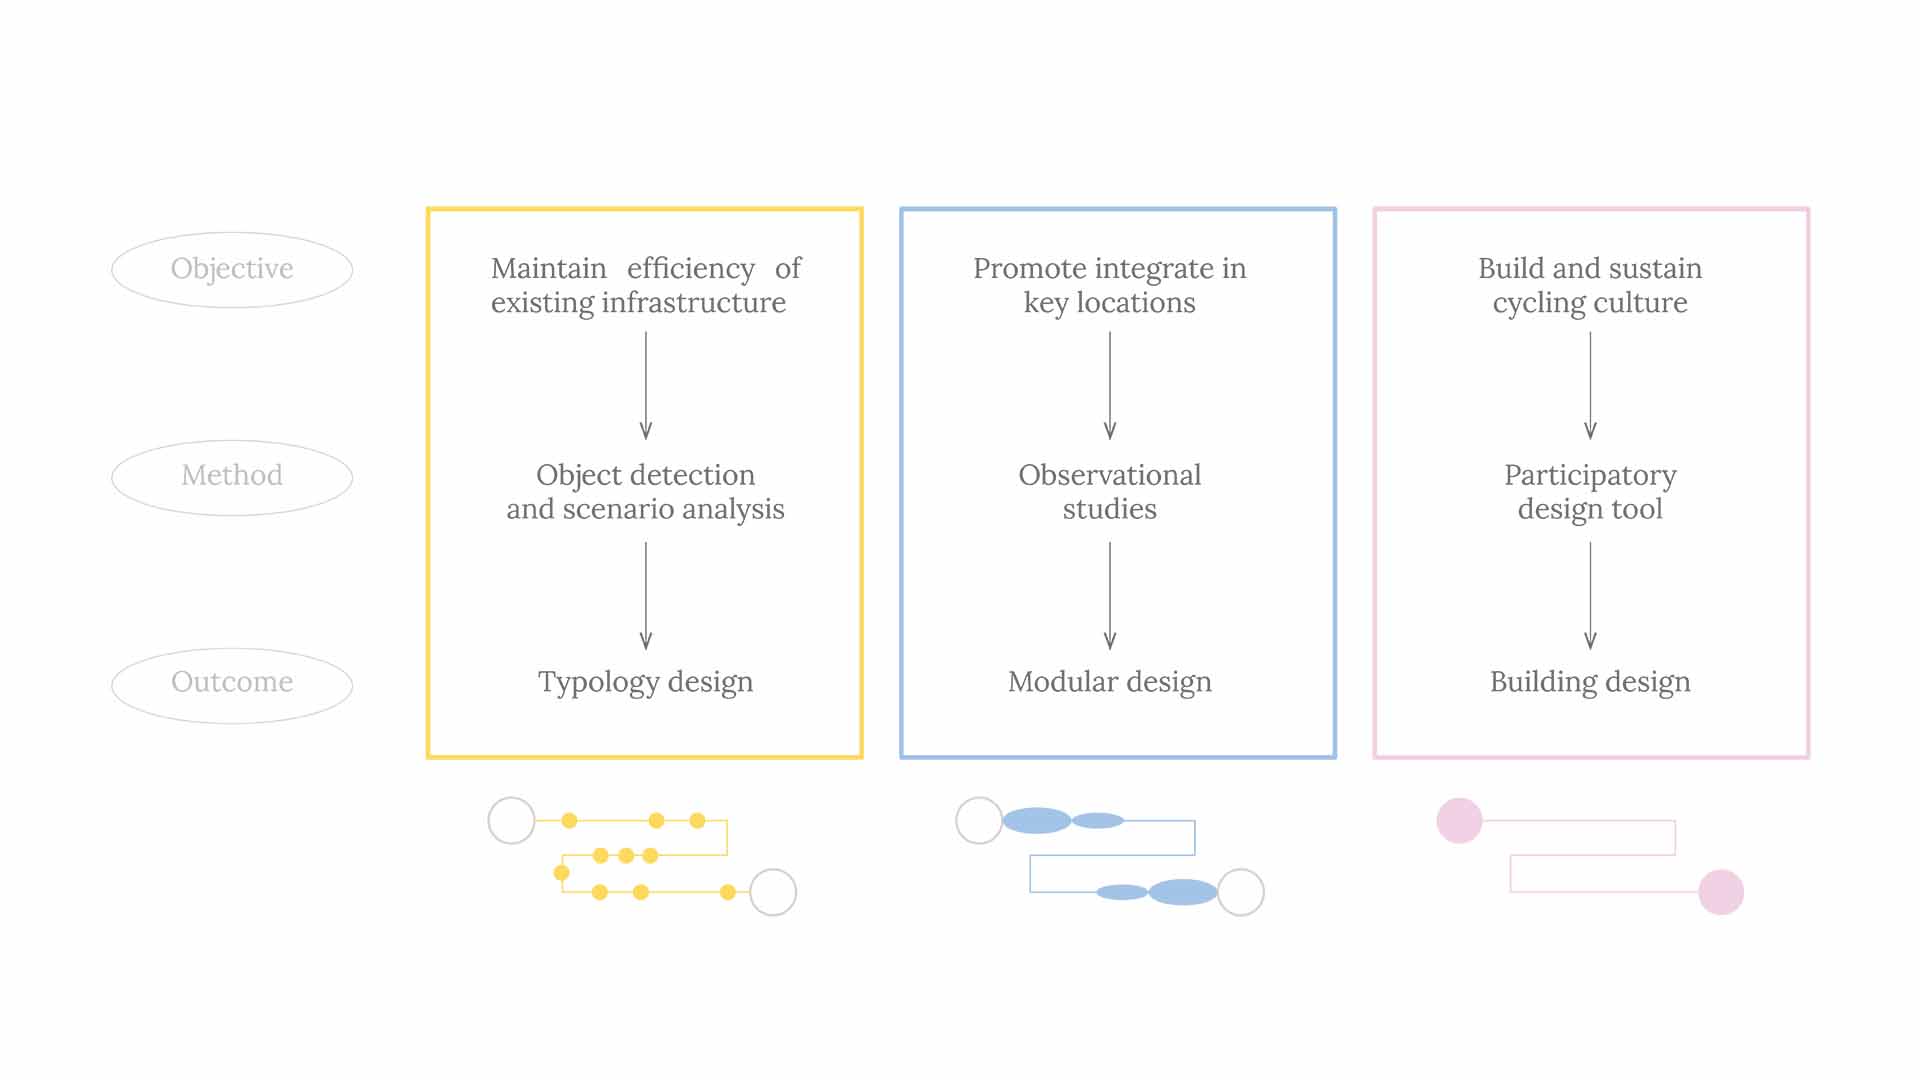 Objective
Maintain efficiency of
existing infrastructure
Promote integrate in
key locations
Build and sustain
cycling culture
Method
Object detection
and scenario analysis
Observational
studies
Participatory
design tool
Outcome
Typology design
Modular design
Building design